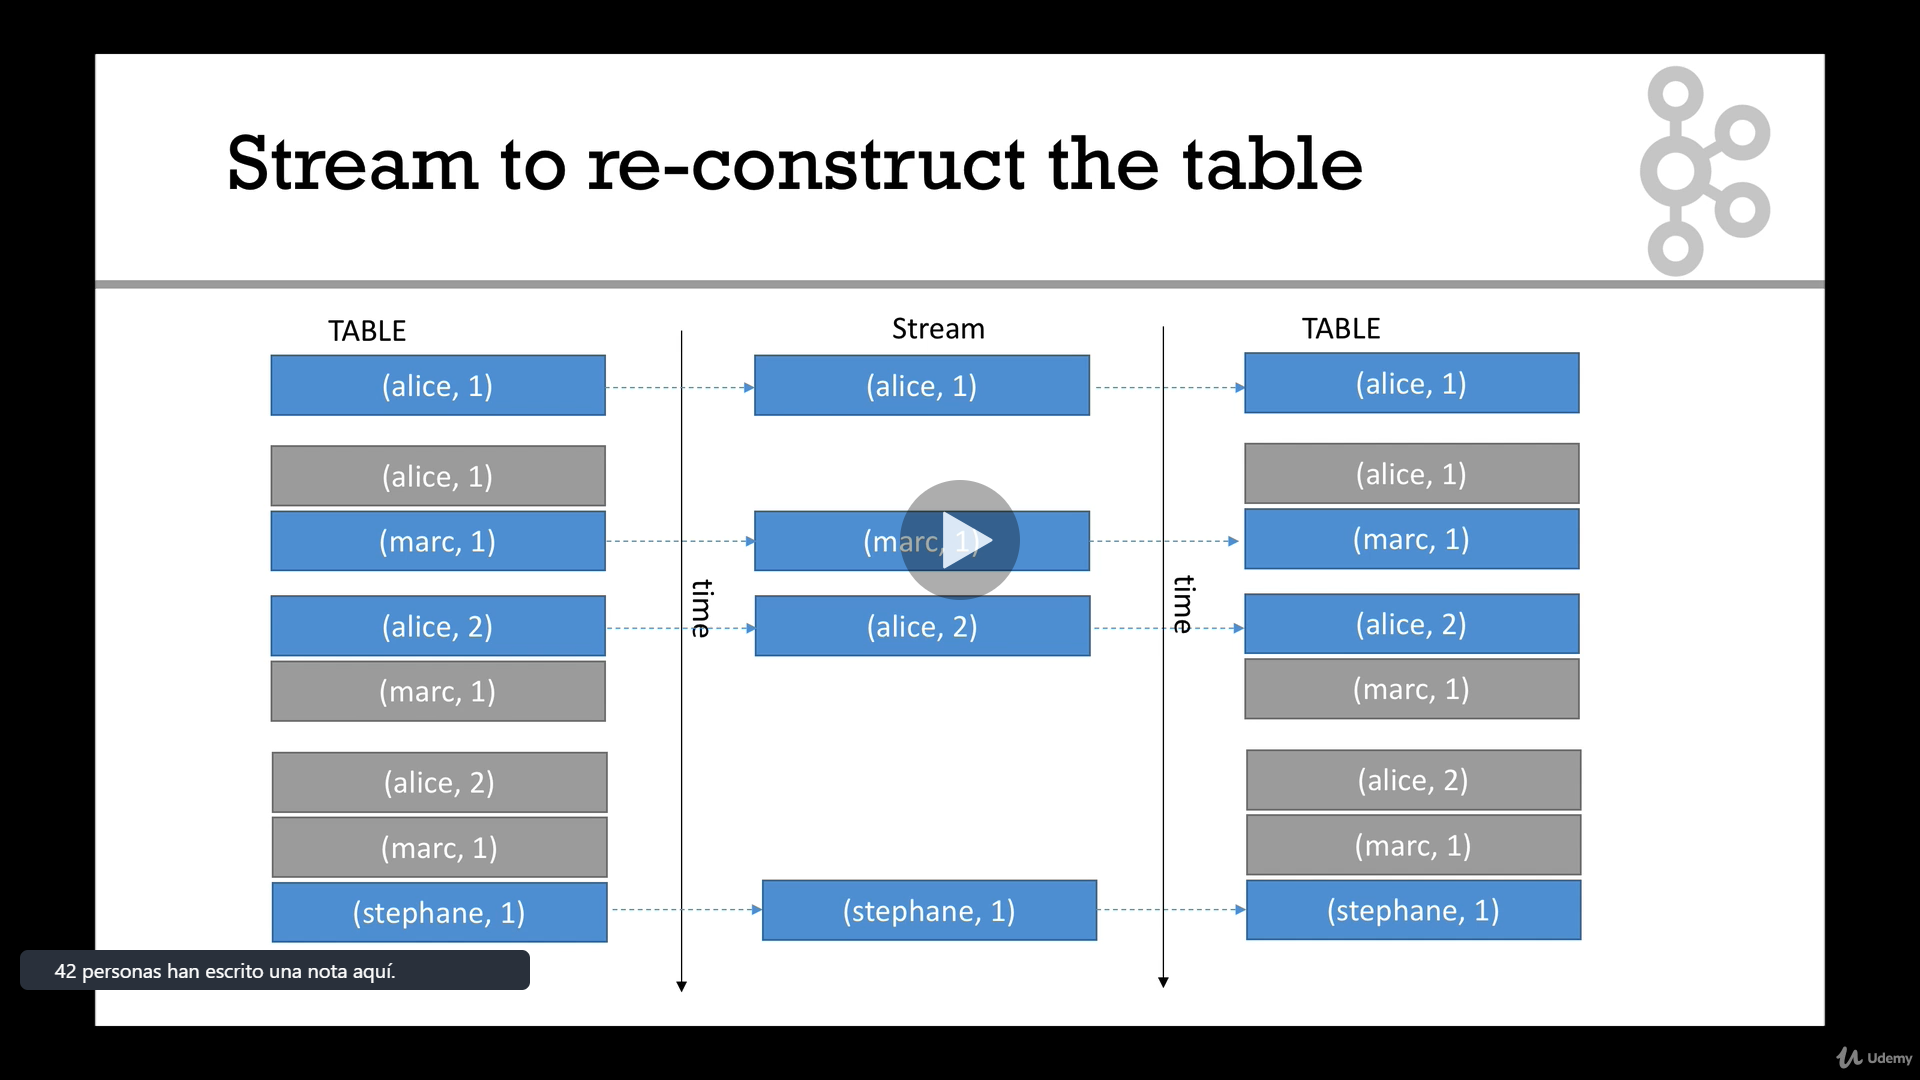 Stream to re-construct the table
TABLE
Stream
TABLE
(alice, 1)
(alice, 1)
(alice, 1)
(alice, 1)
(alice, 1)
(marc, 1)
(marc, 1)
(marc, 1)
time
time
(alice, 2)
(alice, 2)
(alice, 2)
(marc, 1)
(marc, 1)
(alice, 2)
(alice, 2)
(marc, 1)
(marc, 1)
(stephane, 1)
(stephane, 1)
(stephane, 1)
42 personas han escrito una nota aquí.
Udemy